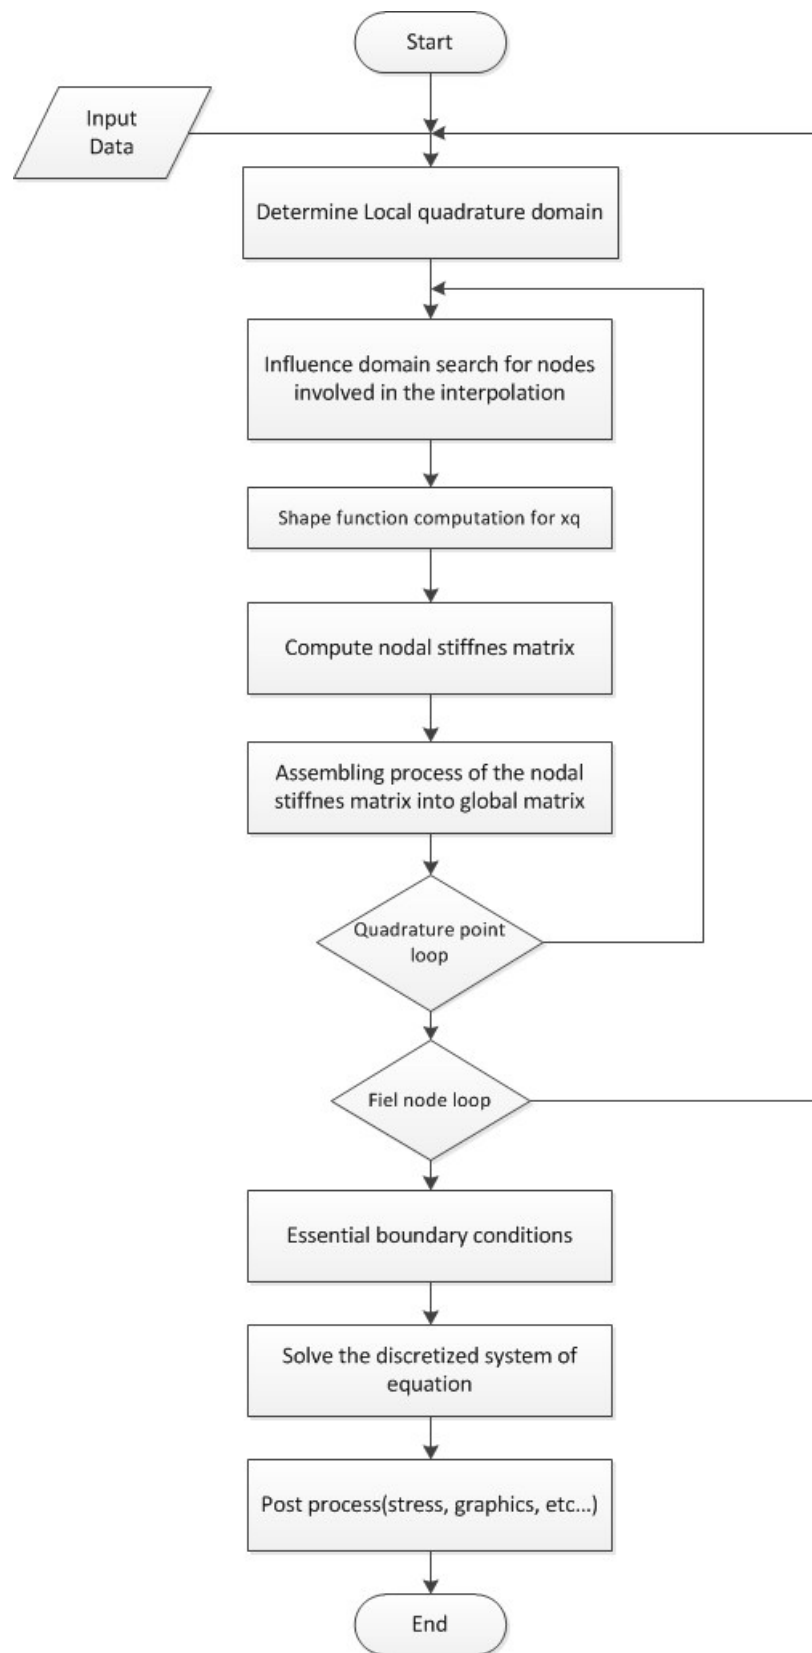 Start
Input
Data
Determine Local quadrature domain
Influence domain search for nodes
involved in the interpolation
Shape function computation for xq
Compute nodal stiffnes matrix
Assembling process of the nodal
stiffnes matrix into global matrix
Quadrature point
loop
Fiel node loop
Essential boundary conditions
Solve the discretized system of
equation
Post process(stress, graphics, etc...)
End